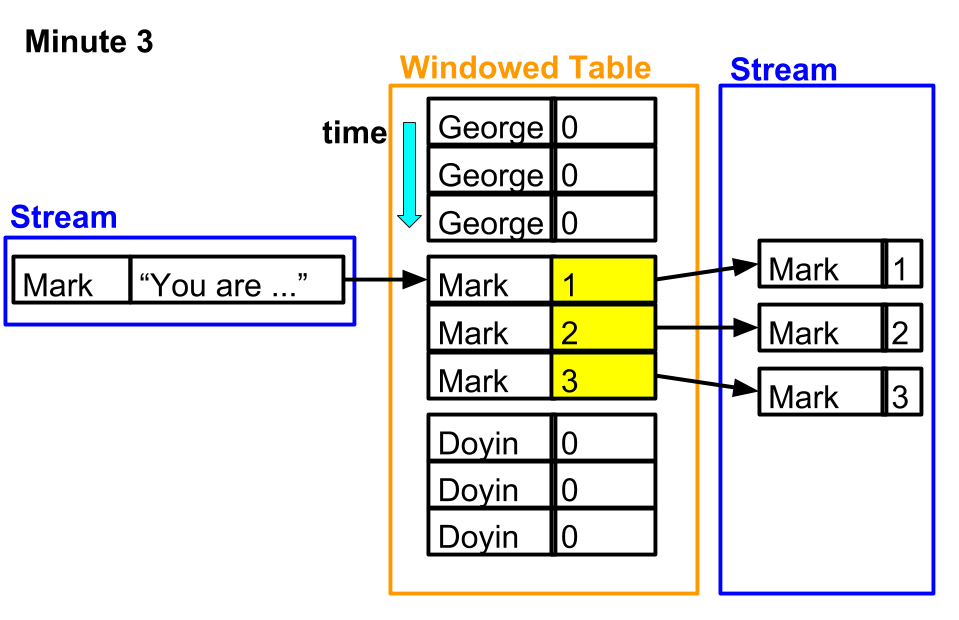 Minute 3
Windowed Table
Stream
time
George 0
George 0
George 0
Stream
Mark “You are ...”
Mark 1
Mark 2
Mark 3
Mark 1
Mark 2
Mark 3
Doyin 0
Doyin 0
Doyin 0